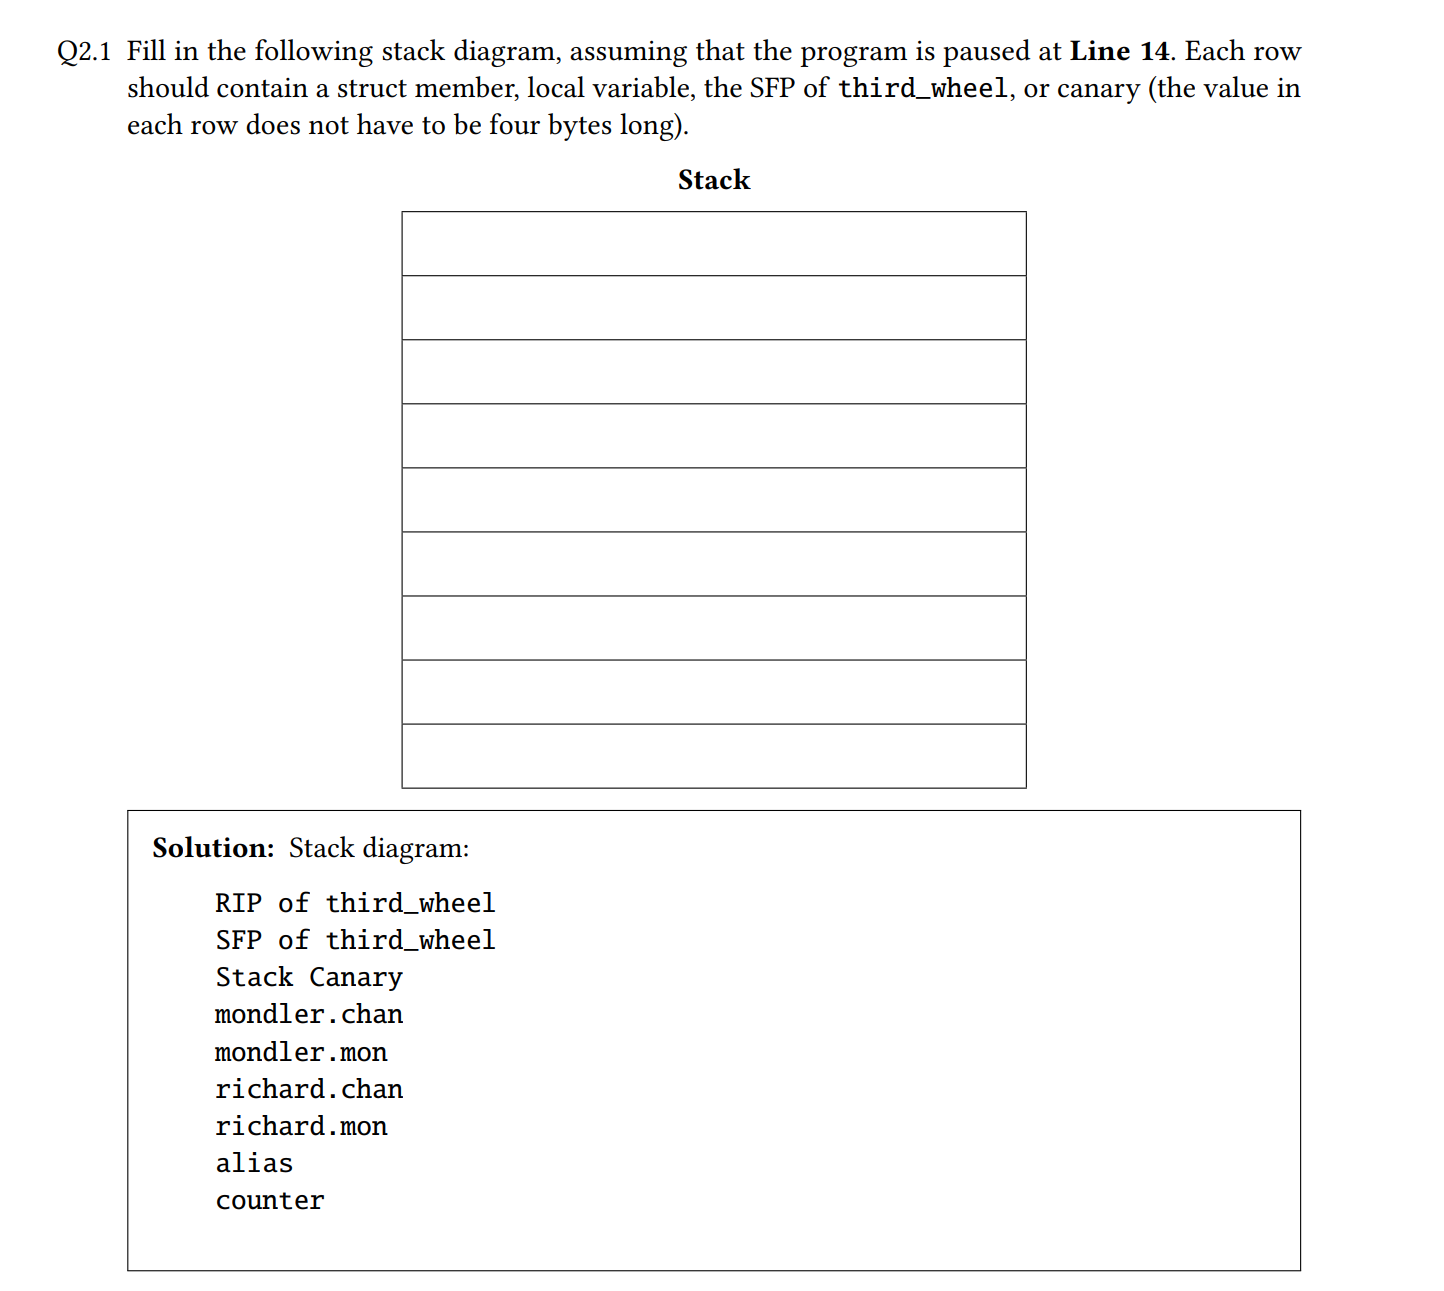 Q2.1 Fill in the following stack diagram, assuming that the program is paused at Line 14. Each row
should contain a struct member, local variable, the SFP of third_wheel, or canary (the value in
each row does not have to be four bytes long).
Stack
Solution: Stack diagram:
RIP of third_wheel
SFP of third_wheel
Stack Canary
mondler.chan
mondler.mon
richard.chan
richard.mon
alias
counter